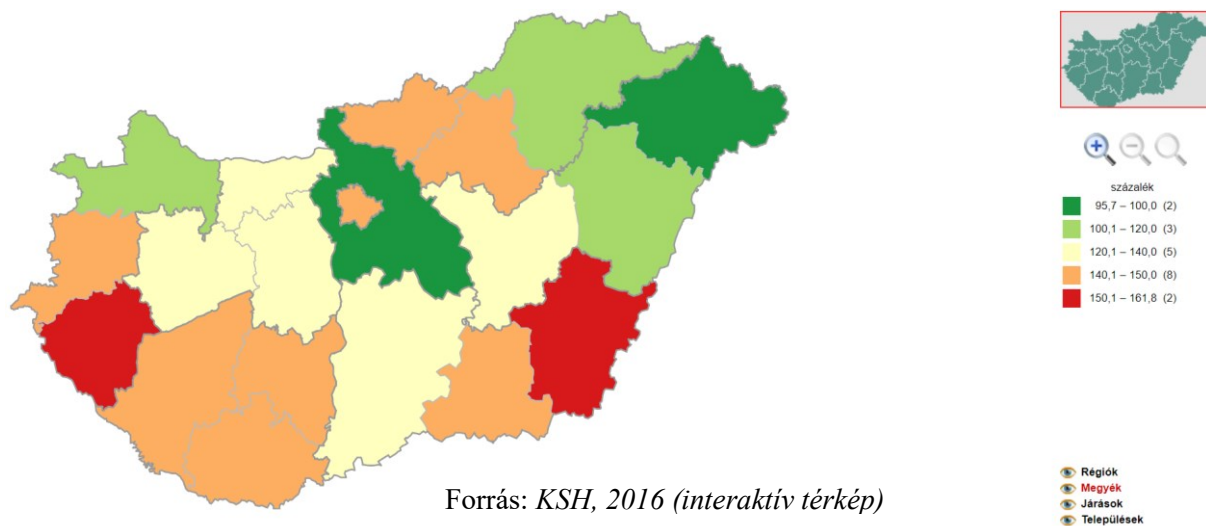 százalék
95,7 – 100,0 (2)
100,1 – 120,0 (3)
120,1 – 140,0 (5)
140,1 – 150,0 (8)
150,1 – 161,8 (2)
Forrás: KSH, 2016 (interaktív térkép)
Régiók
Megyék
Járások
Települések